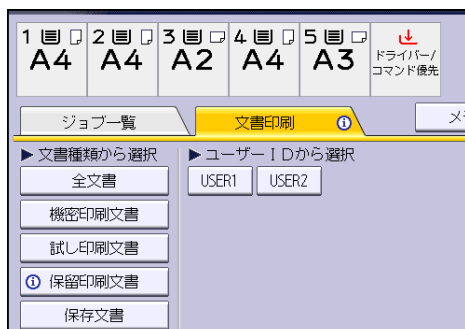 1 2 3 4 5
A4 A4 A2 A4 A3 ドライバー/
コマンド優先
ジョブ一覧 文書印刷
▶文書種類から選択 ▶ユーザーIDから選択
全文書 USER1 USER2
機密印刷文書
試し印刷文書
保留印刷文書
保存文書